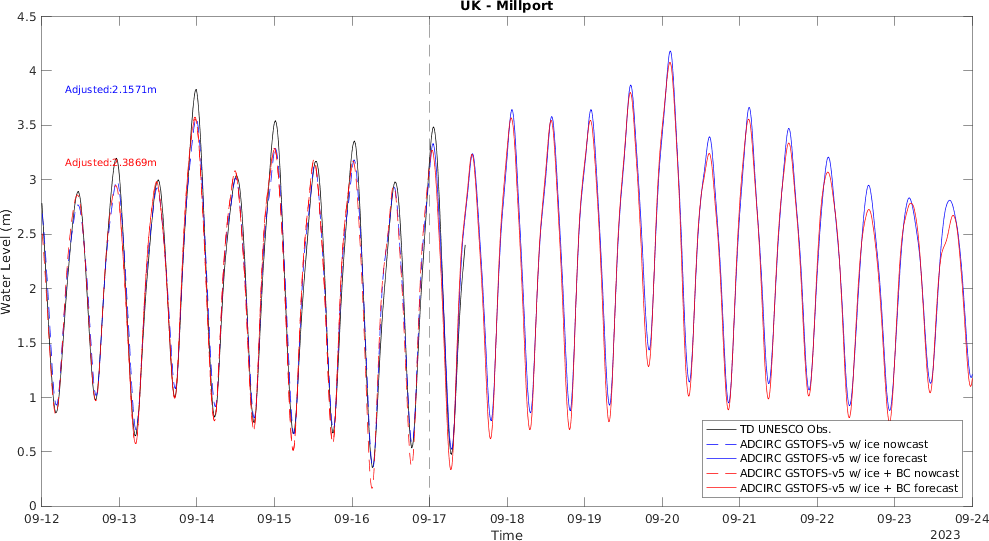 UK - Millport
4.5
4
3.5
3
2.5
2
1.5
1
0.5
0
Water Level (m)
Adjusted:2.1571m
Adjusted:2.3869m
TD UNESCO Obs.
ADCIRC GSTOFS-v5 w/ ice nowcast
ADCIRC GSTOFS-v5 w/ ice forecast
ADCIRC GSTOFS-v5 w/ ice + BC nowcast
ADCIRC GSTOFS-v5 w/ ice + BC forecast
09-12 09-13 09-14 09-15 09-16 09-17 09-18 09-19 09-20 09-21 09-22 09-23 09-24
Time
2023